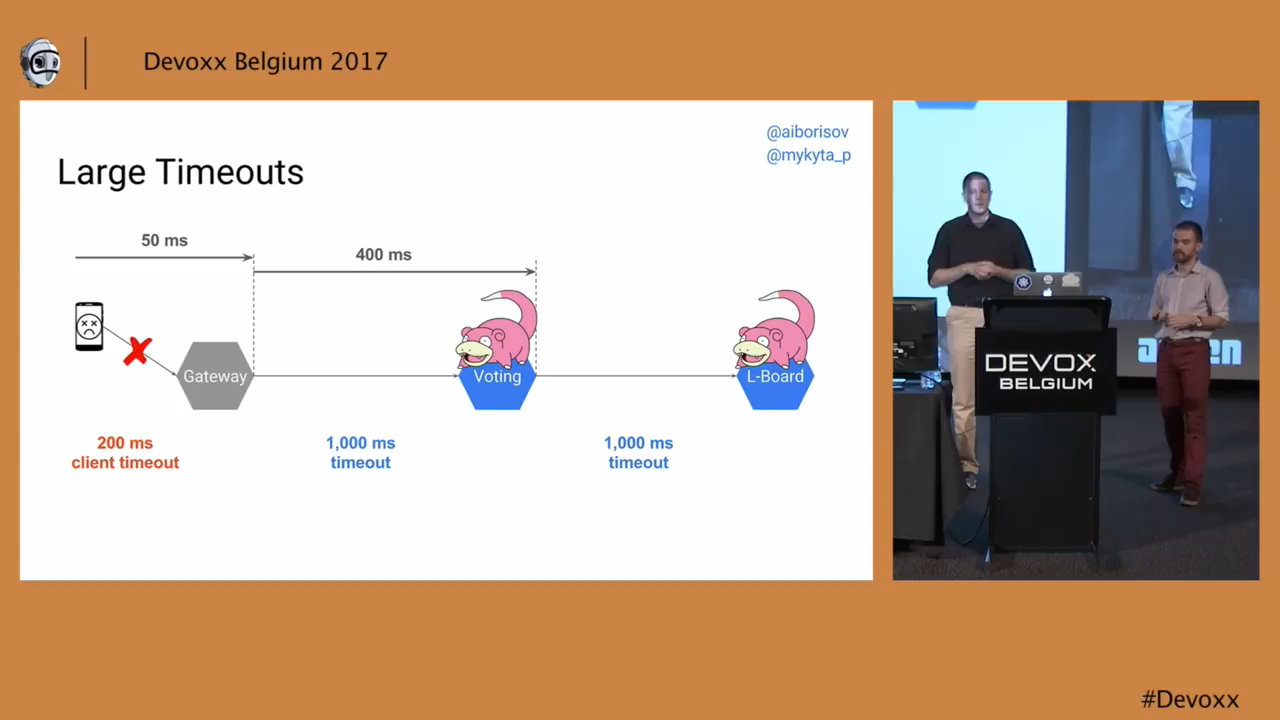 Devoxx Belgium 2017
@aiborisov
@mykyta_p
Large Timeouts
50 ms
400 ms
Gateway
Voting
L-Board
200 ms
client timeout
1,000 ms
timeout
1,000 ms
timeout
DEVOXX
BELGIUM
#Devoxx